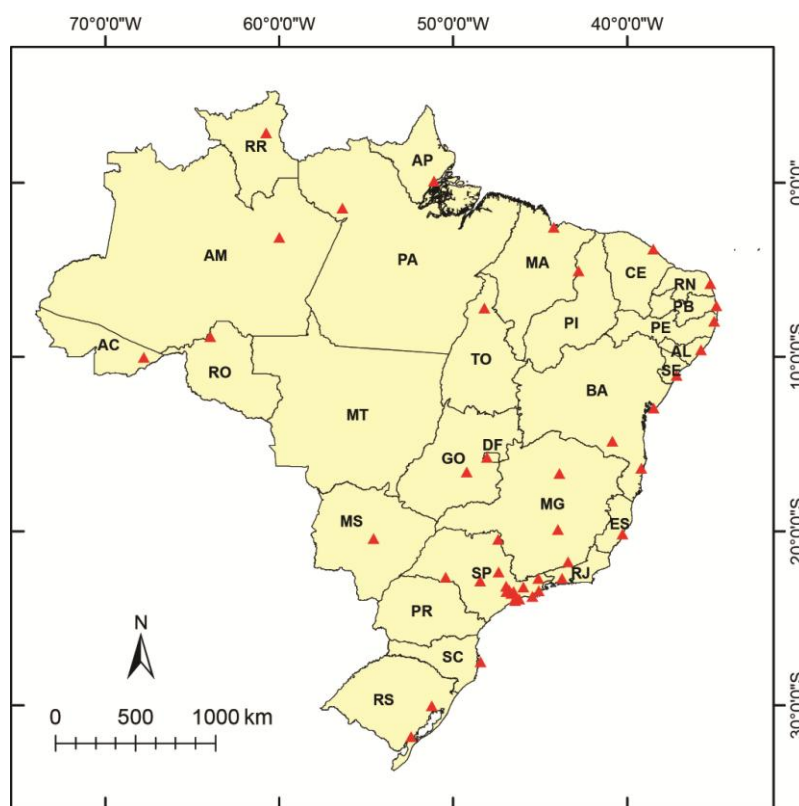 70°0'0"W 60°0'0"W 50°0'0"W 40°0'0"W
RR
AP
0°0'0"
AM
PA
MA
CE
RN
PB
PI
PE
AC
TO
AL
10°0'0"S
RO
SE
BA
MT
DF
GO
MG
MS
ES
20°0'0"S
SP
RJ
PR
N
SC
RS
30°0'0"S
0 500 1000 km